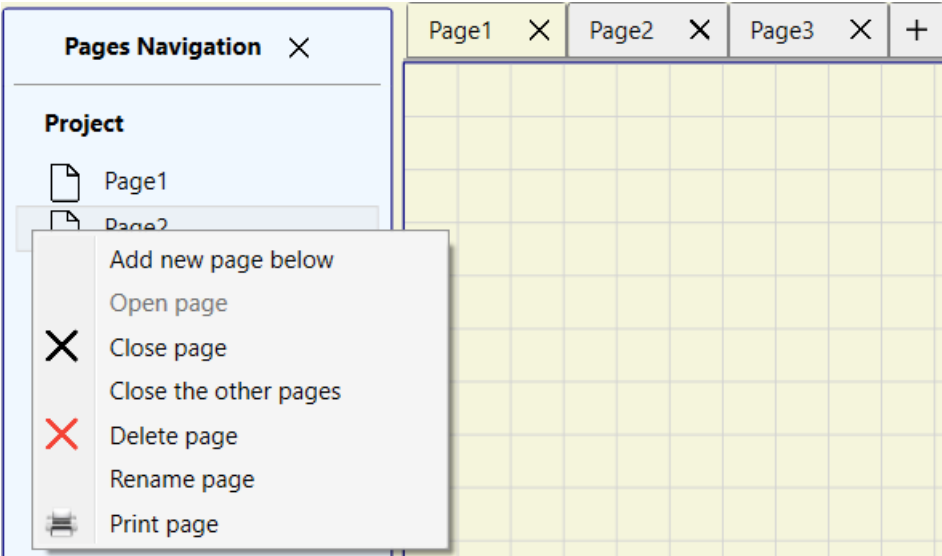 Pages Navigation
Page1
Page2
Page3
Project
Page1
Page2
Add new page below
Open page
Close page
Close the other pages
Delete page
Rename page
Print page